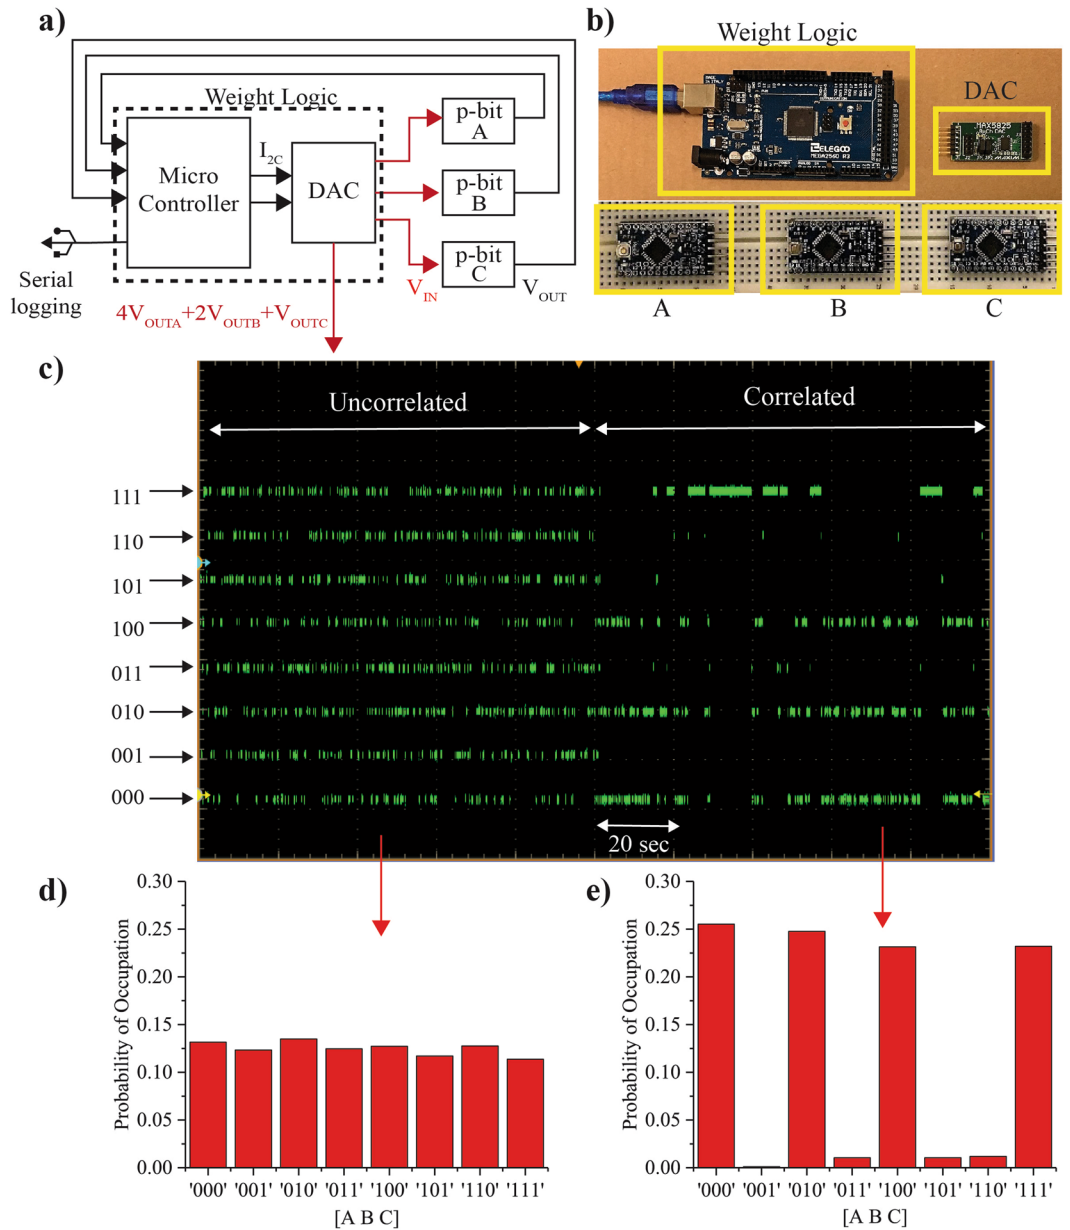 a)
Weight Logic
Micro
Controller
I2C
DAC
p-bit
A
p-bit
B
p-bit
C
VIN
VOUT
Serial
logging
4VOUTA+2VOUTB+VOUTC
b)
Weight Logic
DAC
ELEGOO
MEGA2560 R3
MAX5825
A
B
C
c)
Uncorrelated
Correlated
111
110
101
100
011
010
001
000
20 sec
d)
Probability of Occupation
0.30
0.25
0.20
0.15
0.10
0.05
0.00
'000'
'001'
'010'
'011'
'100'
'101'
'110'
'111'
[A B C]
e)
Probability of Occupation
0.30
0.25
0.20
0.15
0.10
0.05
0.00
'000'
'001'
'010'
'011'
'100'
'101'
'110'
'111'
[A B C]